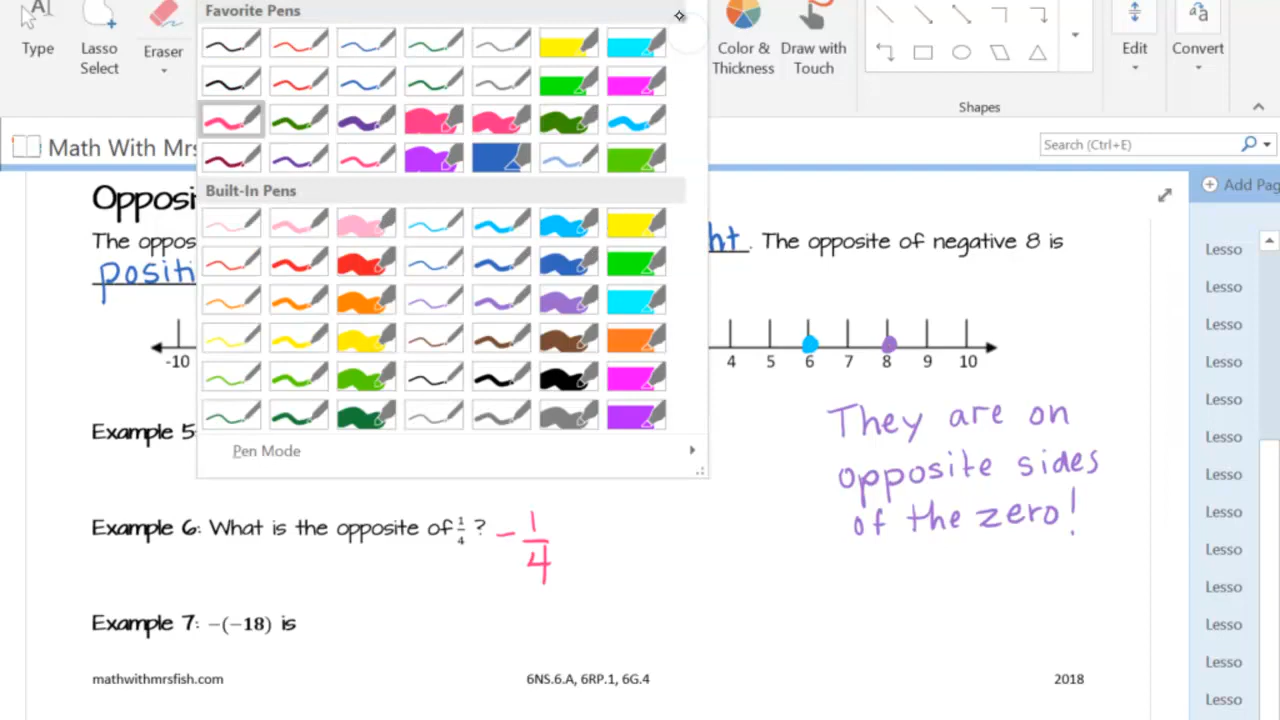 Type
Lasso
Select
Eraser
Favorite Pens
Color &
Thickness
Draw with
Touch
Shapes
Edit
Convert
Math With Mrs
Search (Ctrl+E)
Built-In Pens
Add Pag
Opposi
The oppos
ht. The opposite of negative 8 is
positi
-10 4 5 6 7 8 9 10
Pen Mode
They are on
opposite sides
of the zero!
Example 5
Example 6: What is the opposite of 1/4 ? - 1/4
Example 7: -(-18) is
mathwithmrsfish.com 6NS.6.A, 6RP.1, 6G.4 2018
Lesso
Lesso
Lesso
Lesso
Lesso
Lesso
Lesso
Lesso
Lesso
Lesso
Lesso
Lesso
Lesso